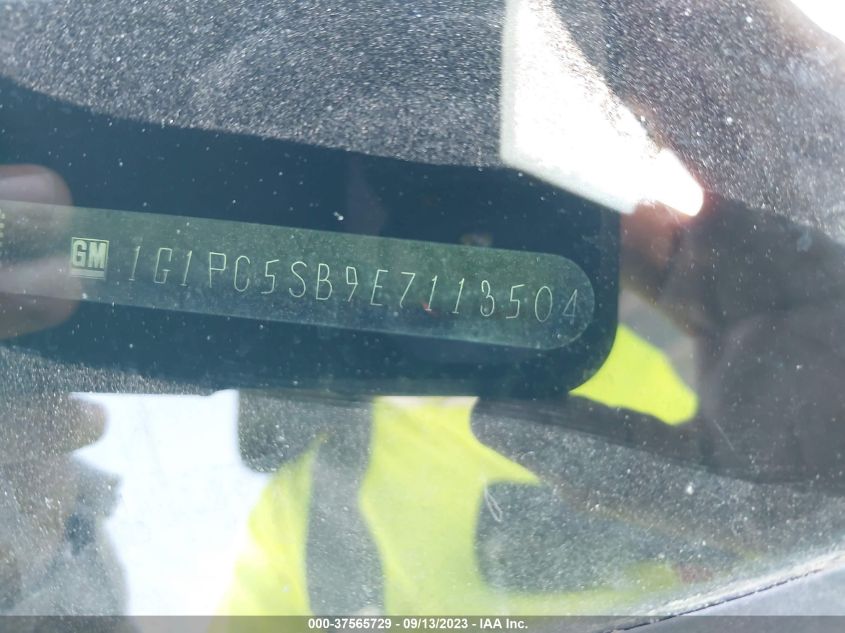 GM 1G1PC5SB9E7113504
000-37565729 - 09/13/2023 - IAA Inc.